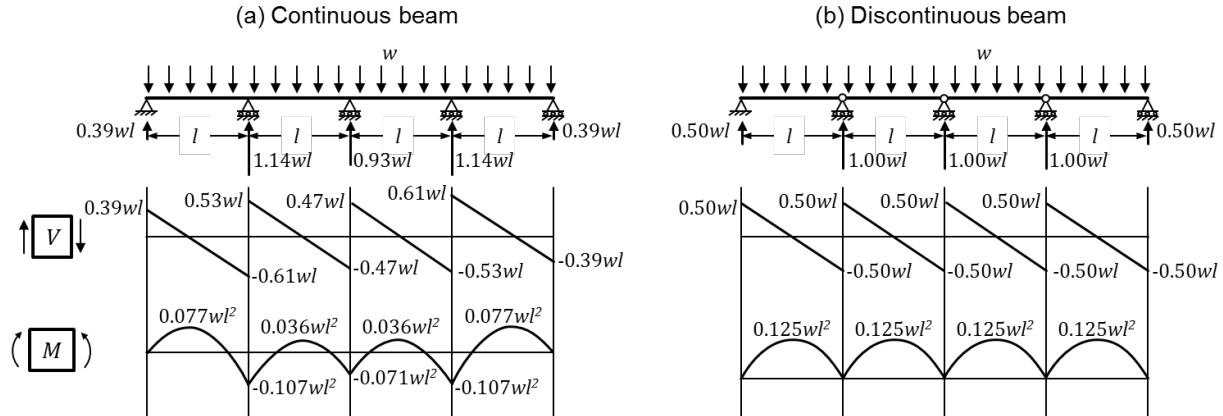 (a) Continuous beam
w
0.39wl
l
l
l
l
0.39wl
1.14wl
0.93wl
1.14wl
V
0.39wl
0.53wl
0.47wl
0.61wl
-0.61wl
-0.47wl
-0.53wl
-0.39wl
M
0.077wl²
0.036wl²
0.036wl²
0.077wl²
-0.107wl²
-0.071wl²
-0.107wl²
(b) Discontinuous beam
w
0.50wl
l
l
l
l
0.50wl
1.00wl
1.00wl
1.00wl
0.50wl
0.50wl
0.50wl
0.50wl
-0.50wl
-0.50wl
-0.50wl
-0.50wl
0.125wl²
0.125wl²
0.125wl²
0.125wl²